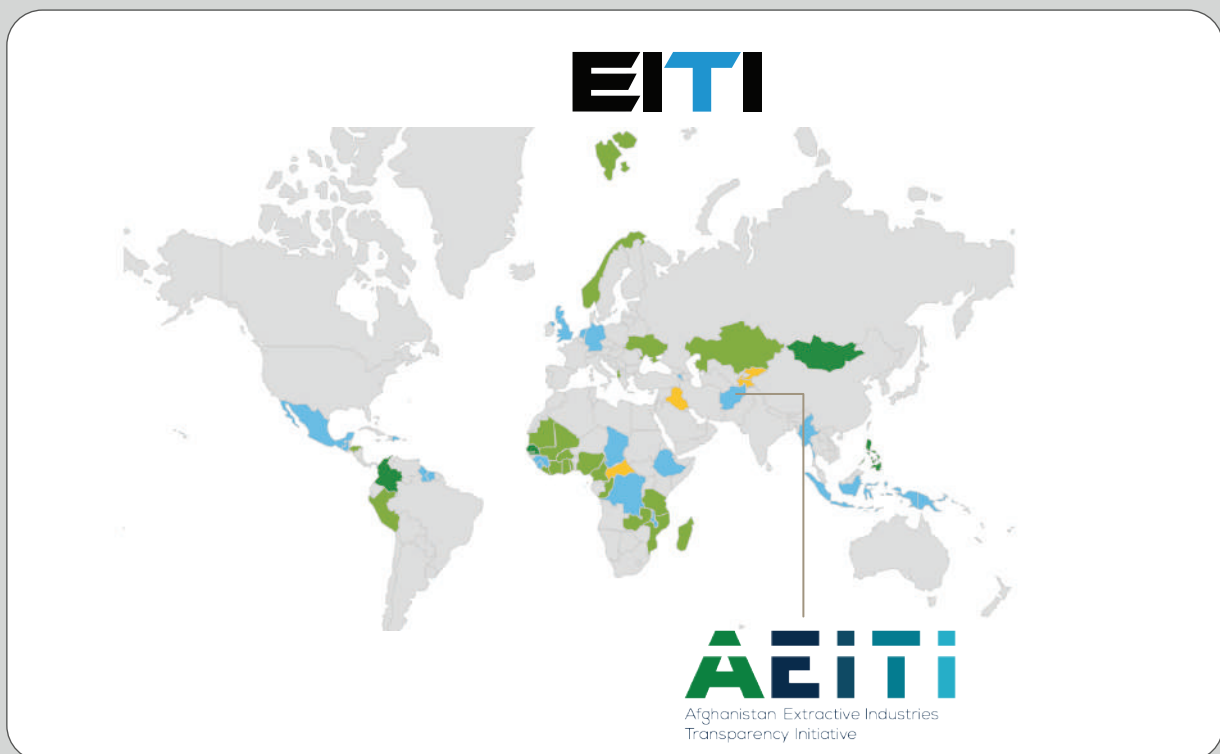 EITI
AEiTi
Afghanistan Extractive Industries
Transparency Initiative